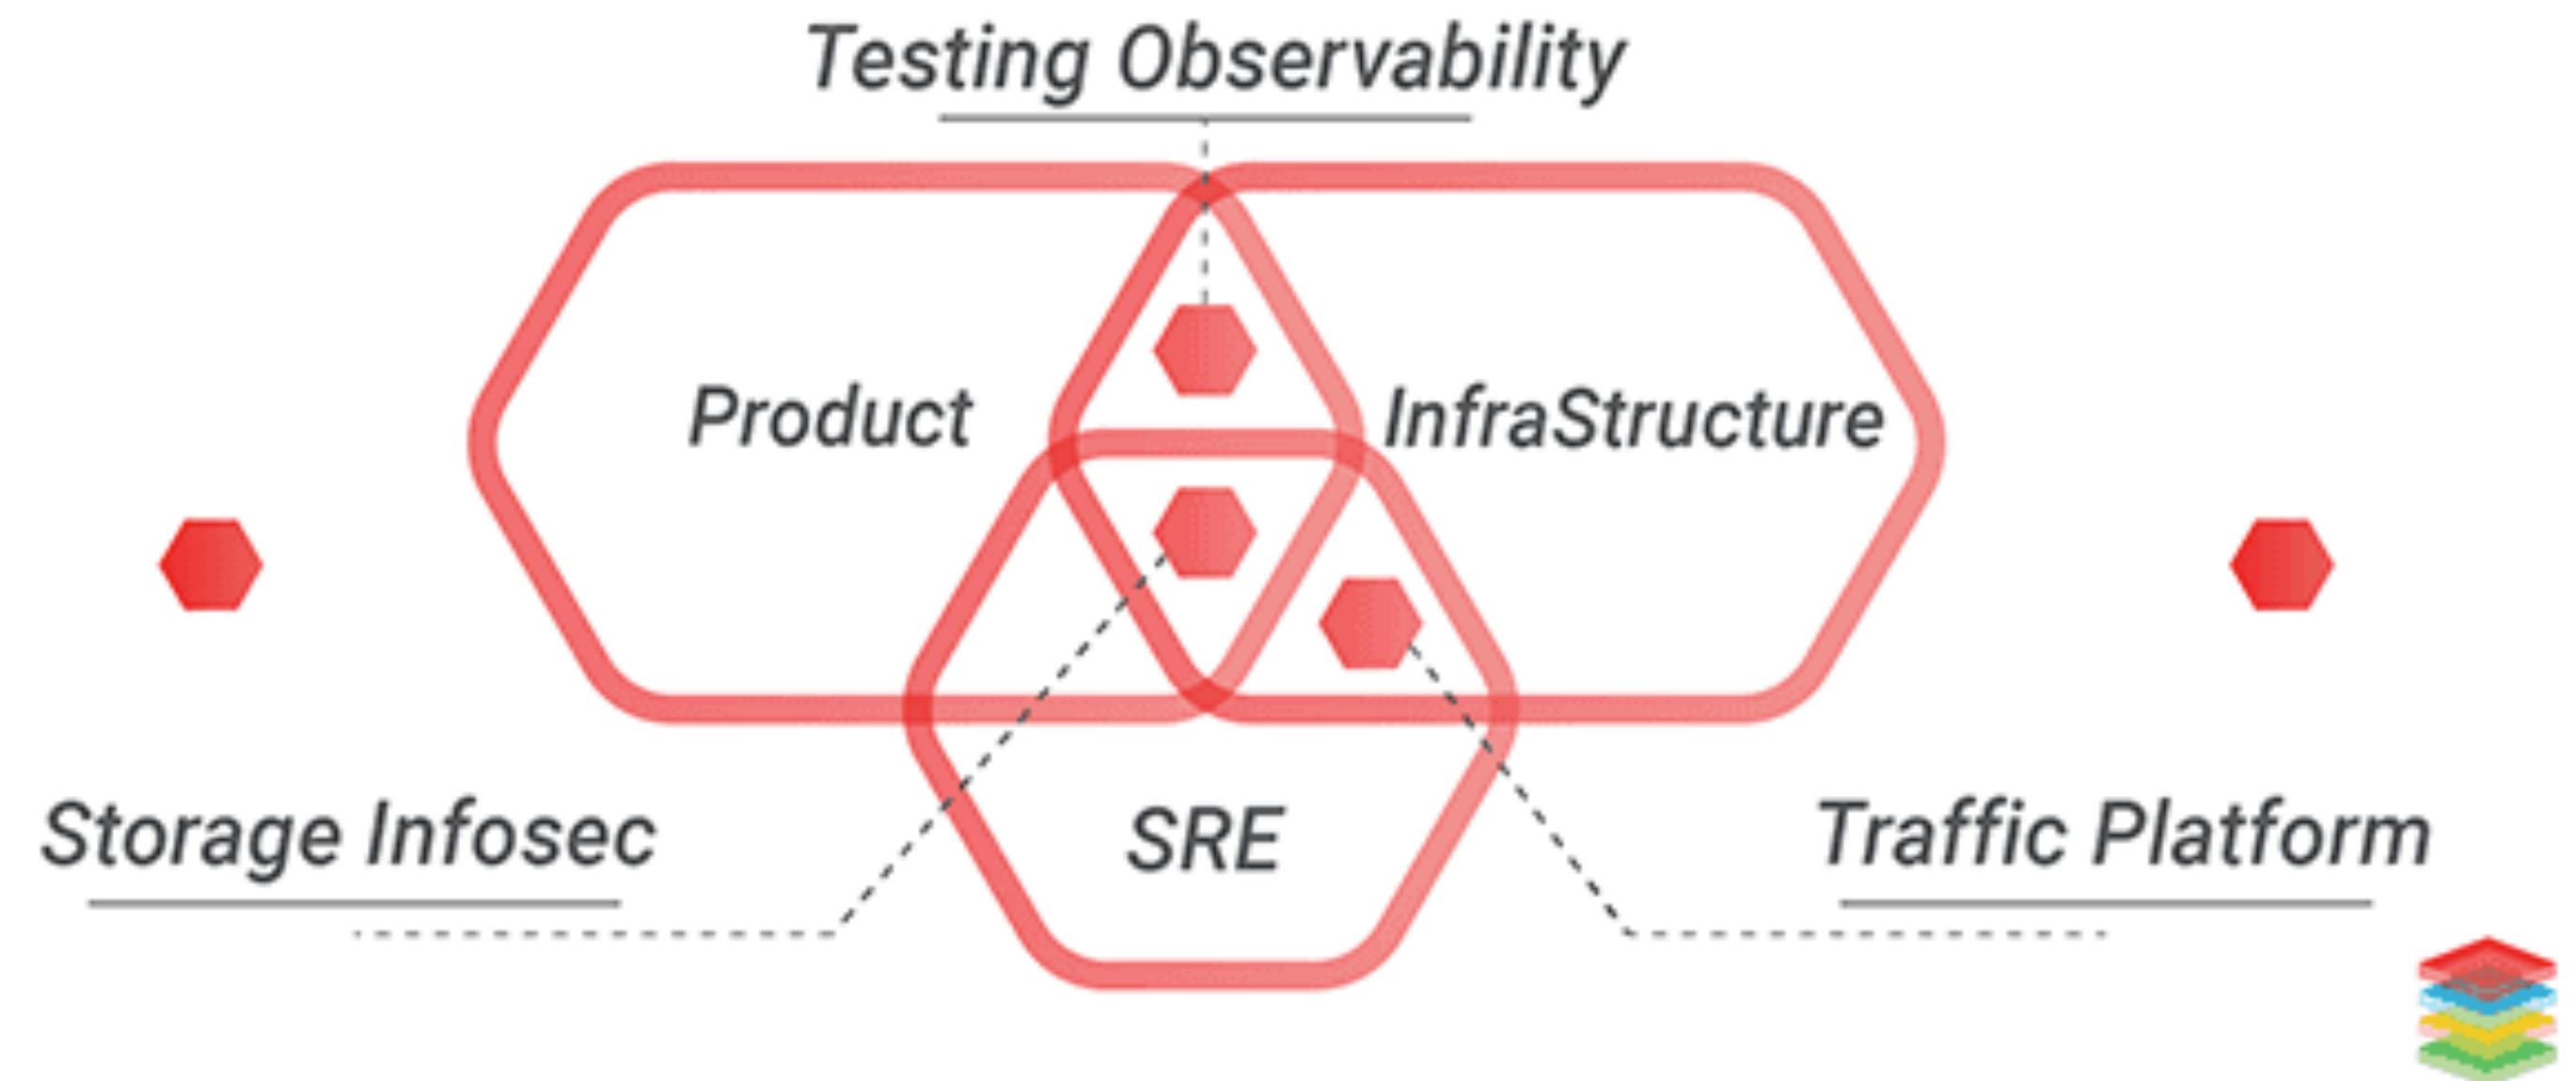 Testing Observability
Product
InfraStructure
Storage Infosec
SRE
Traffic Platform